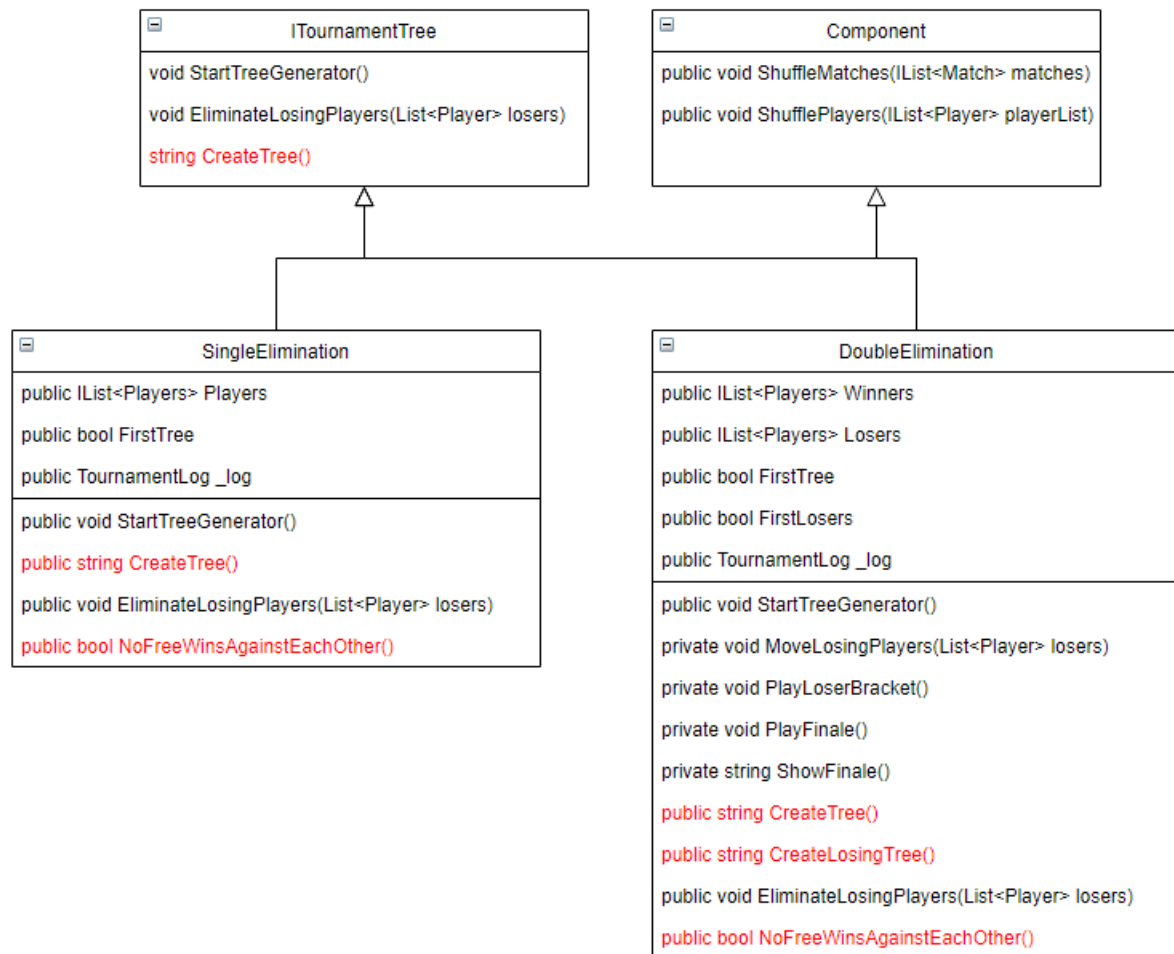 ITournamentTree
void StartTreeGenerator()
void EliminateLosingPlayers(List<Player> losers)
string CreateTree()
Component
public void ShuffleMatches(IList<Match> matches)
public void ShufflePlayers(IList<Player> playerList)
SingleElimination
public IList<Players> Players
public bool FirstTree
public TournamentLog _log
public void StartTreeGenerator()
public string CreateTree()
public void EliminateLosingPlayers(List<Player> losers)
public bool NoFreeWinsAgainstEachOther()
DoubleElimination
public IList<Players> Winners
public IList<Players> Losers
public bool FirstTree
public bool FirstLosers
public TournamentLog _log
public void StartTreeGenerator()
private void MoveLosingPlayers(List<Player> losers)
private void PlayLoserBracket()
private void PlayFinale()
private string ShowFinale()
public string CreateTree()
public string CreateLosingTree()
public void EliminateLosingPlayers(List<Player> losers)
public bool NoFreeWinsAgainstEachOther()